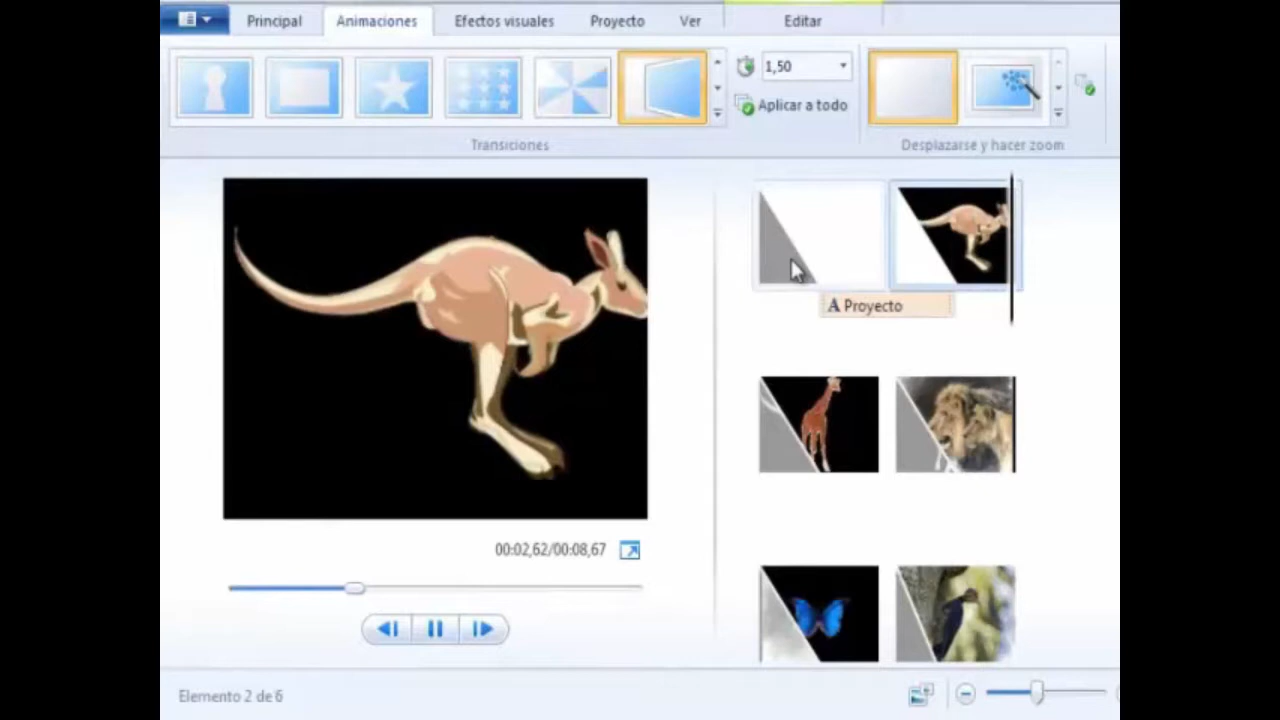 Principal Animaciones Efectos visuales Proyecto Ver Editar
1,50
Aplicar a todo
Transiciones Desplazarse y hacer zoom
A Proyecto
00:02,62/00:08,67
Elemento 2 de 6